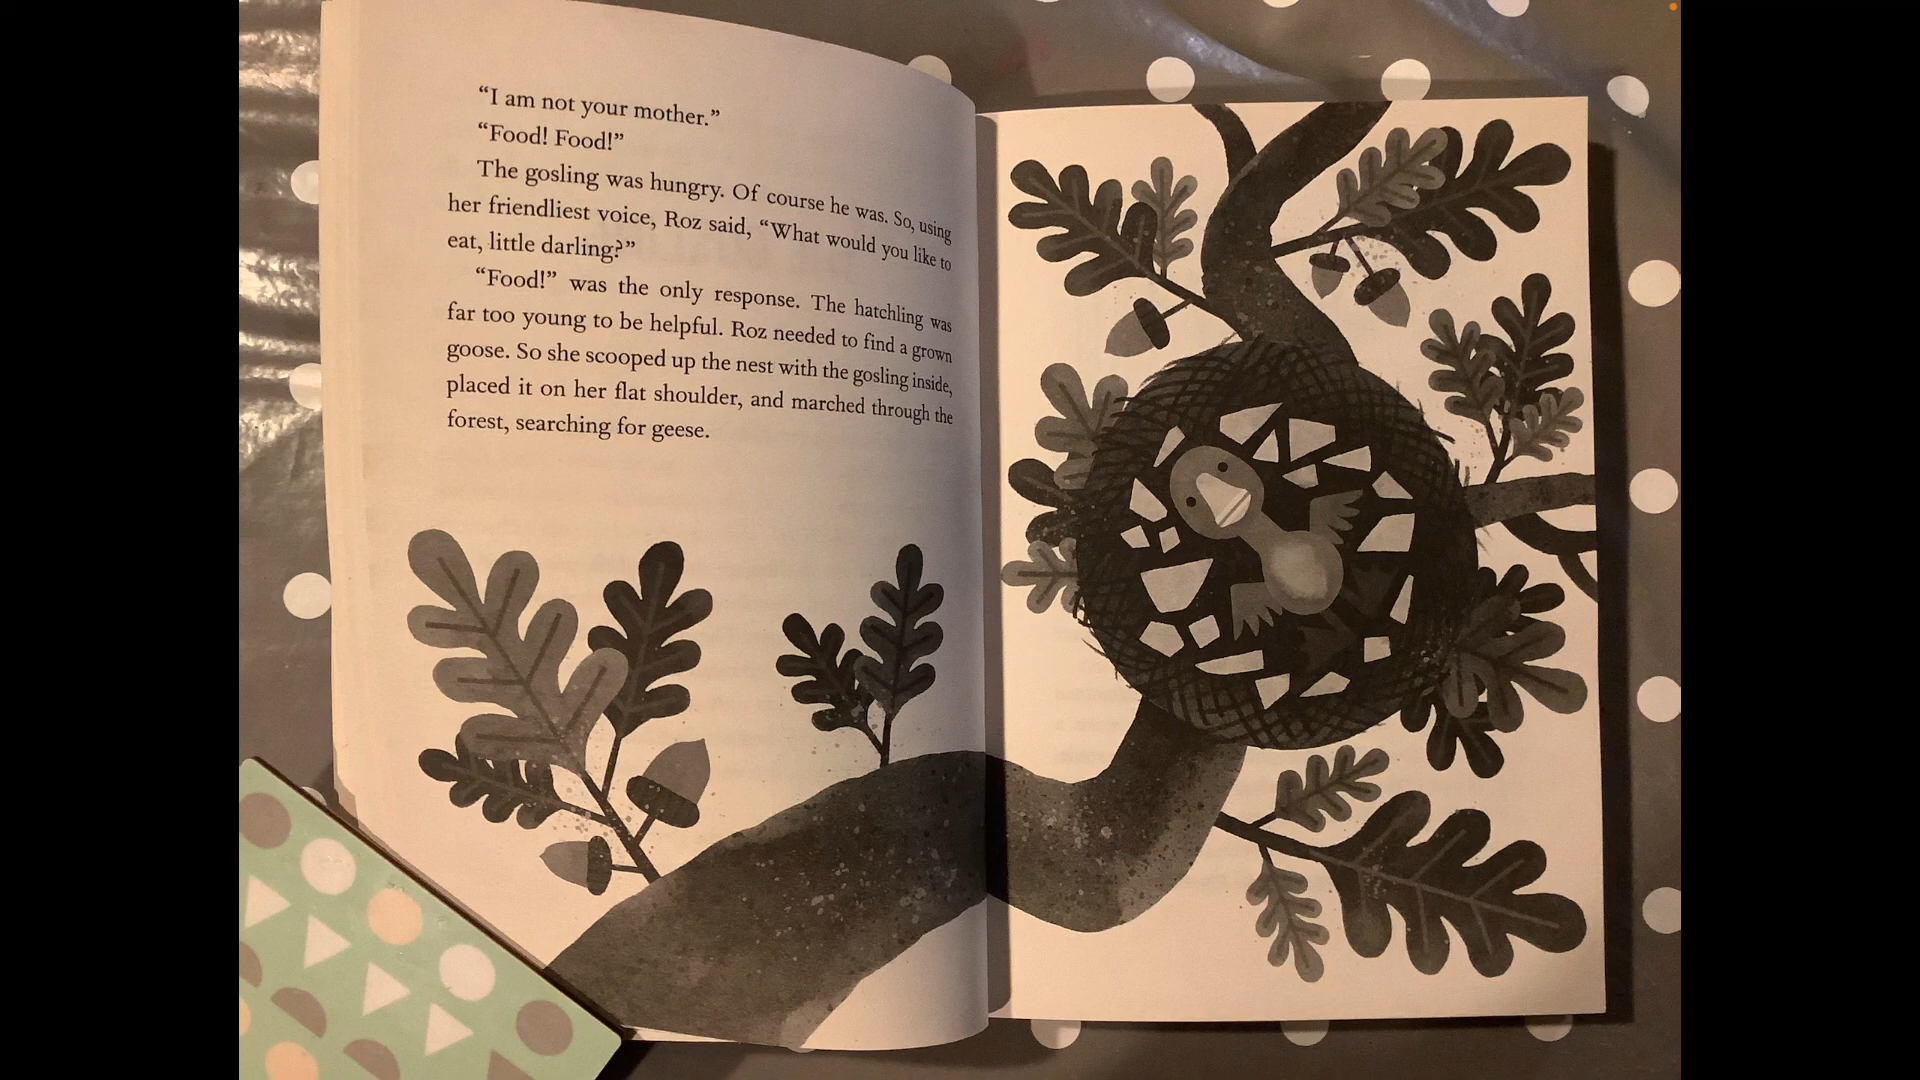 “I am not your mother.”
“Food! Food!”
The gosling was hungry. Of course he was. So, using
her friendliest voice, Roz said, “What would you like to
eat, little darling?”
“Food!” was the only response. The hatchling was
far too young to be helpful. Roz needed to find a grown
goose. So she scooped up the nest with the gosling inside,
placed it on her flat shoulder, and marched through the
forest, searching for geese.